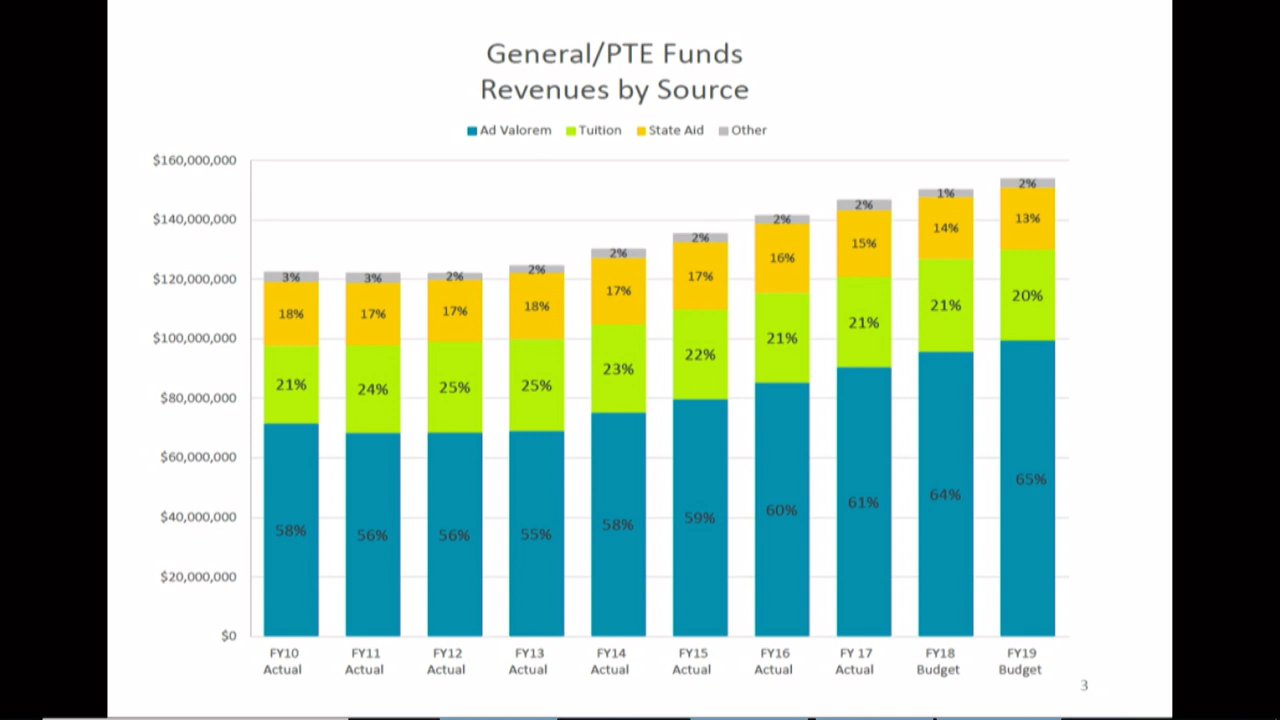 General/PTE Funds
Revenues by Source
Ad Valorem Tuition State Aid Other
$160,000,000
$140,000,000
$120,000,000
$100,000,000
$80,000,000
$60,000,000
$40,000,000
$20,000,000
$0
3% 3% 2% 2% 2% 2% 2% 2% 1% 2%
18% 17% 17% 18% 17% 17% 16% 15% 14% 13%
21% 24% 25% 25% 23% 22% 21% 21% 21% 20%
58% 56% 56% 55% 58% 59% 60% 61% 64% 65%
FY10 FY11 FY12 FY13 FY14 FY15 FY16 FY 17 FY18 FY19
Actual Actual Actual Actual Actual Actual Actual Actual Budget Budget
3